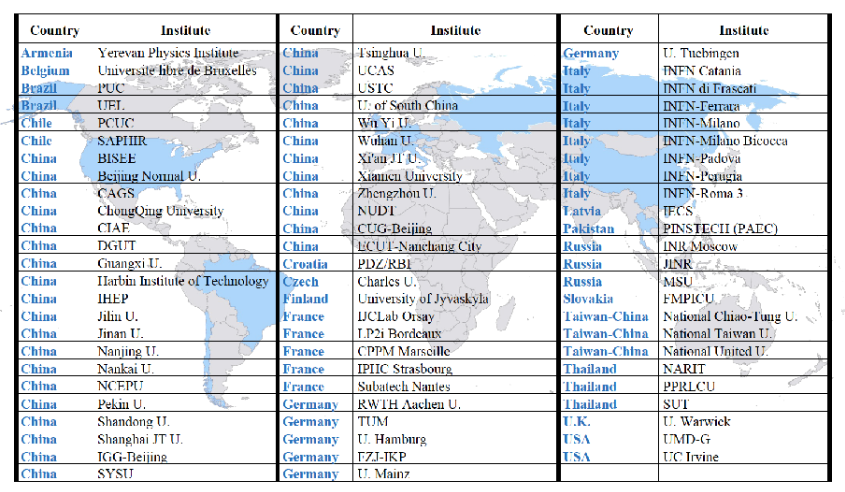 Country Institute Country Institute Country Institute
Armenia Yerevan Physics Institute China Tsinghua U. Germany U. Tuebingen
Belgium Université libre de Bruxelles China UCAS Italy INFN Catania
Brazil PUC China USTC Italy INFN di Frascati
Brazil UEL China U. of South China Italy INFN-Ferrara
Chile PCUC China Wu Yi U. Italy INFN-Milano
Chile SAPHIR China Wuhan U. Italy INFN-Milano Bicocca
China BISEE China Xi'an JT U. Italy INFN-Padova
China Beijing Normal U. China Xiamen University Italy INFN-Perugia
China CAGS China Zhengzhou U. Italy INFN-Roma 3
China ChongQing University China NUDT Latvia IECS
China CIAE China CUG-Beijing Pakistan PINSTECH (PAEC)
China DGUT China ECUT-Nanchang City Russia INR Moscow
China Guangxi U. Croatia PDZ/RBI Russia JINR
China Harbin Institute of Technology Czech Charles U. Russia MSU
China IHEP Finland University of Jyvaskyla Slovakia FMPICU
China Jilin U. France IJCLab Orsay Taiwan-China National Chiao-Tung U.
China Jinan U. France LP2i Bordeaux Taiwan-China National Taiwan U.
China Nanjing U. France CPPM Marseille Taiwan-China National United U.
China Nankai U. France IPHC Strasbourg Thailand NARIT
China NCEPU France Subatech Nantes Thailand PPRLCU
China Pekin U. Germany RWTH Aachen U. Thailand SUT
China Shandong U. Germany TUM U.K. U. Warwick
China Shanghai JT U. Germany U. Hamburg USA UMD-G
China IGG-Beijing Germany FZJ-IKP USA UC Irvine
China SYSU Germany U. Mainz